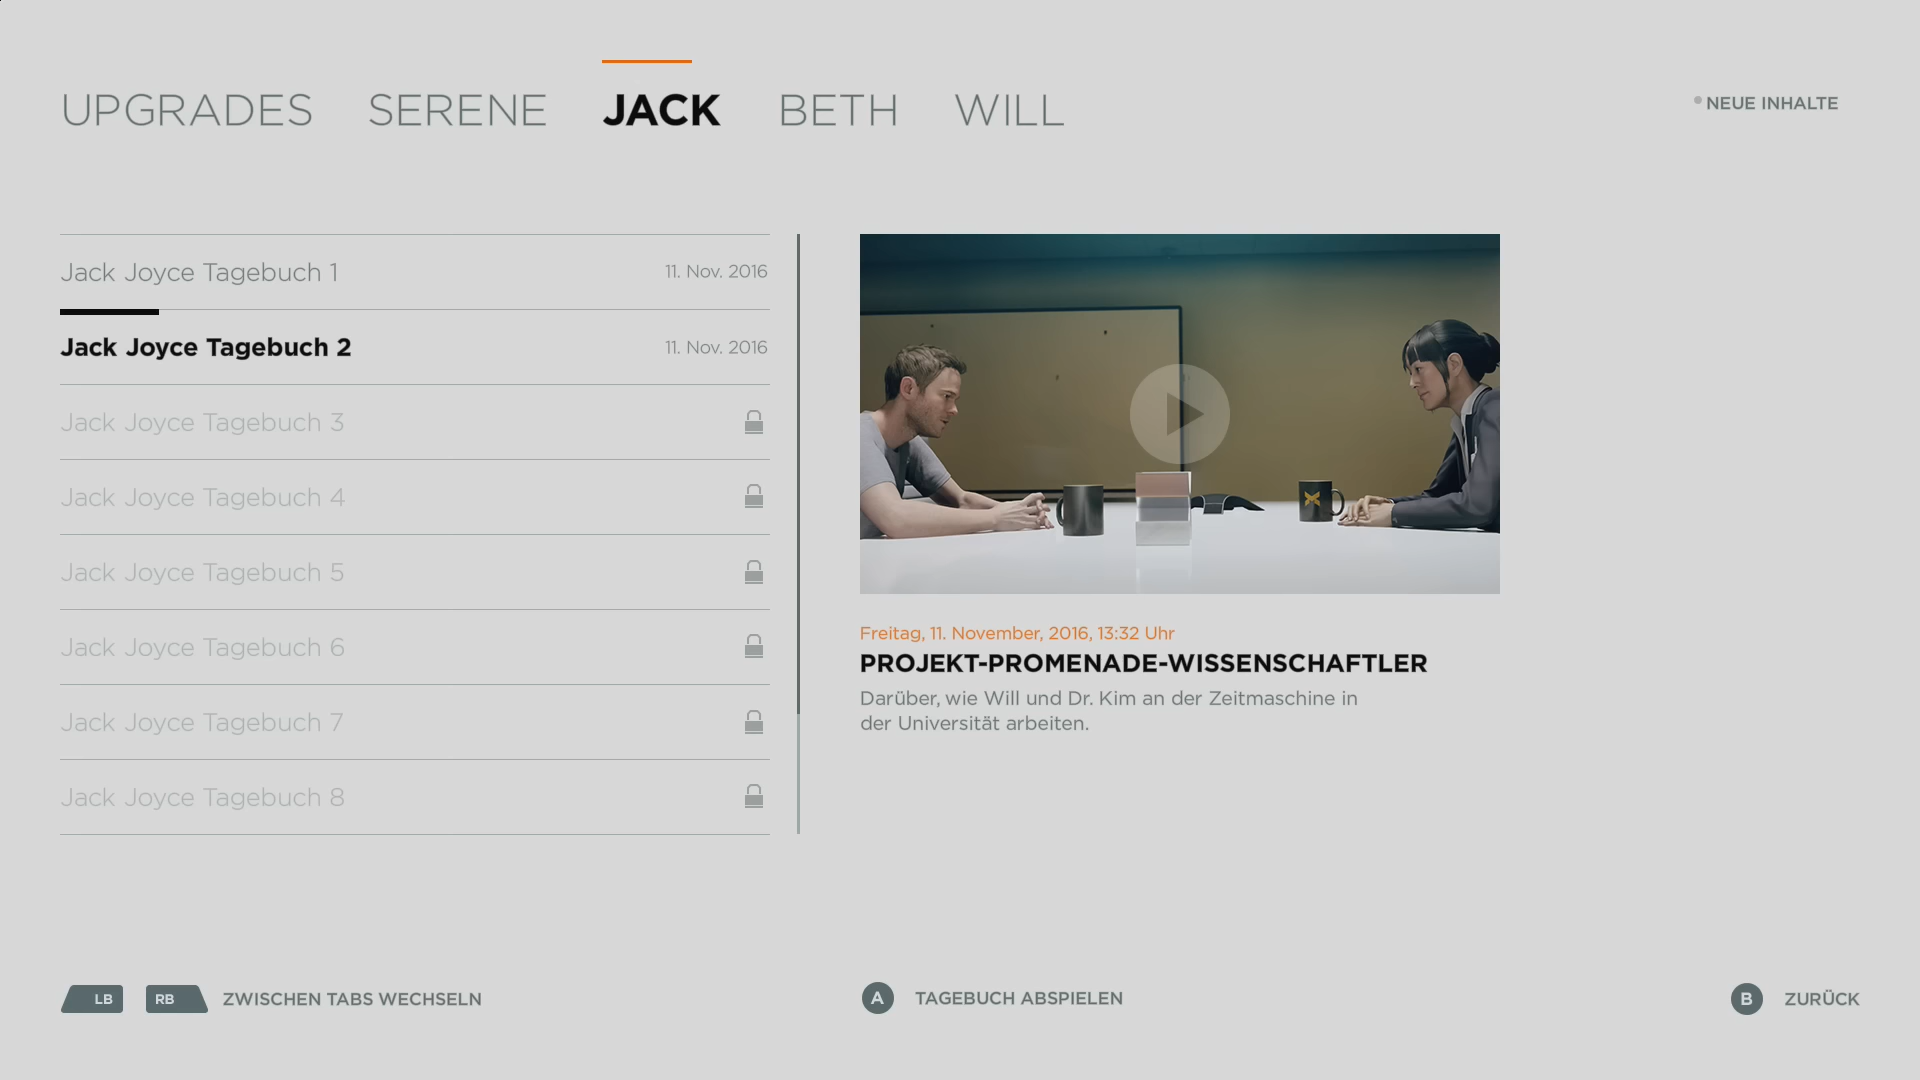 UPGRADES SERENE JACK BETH WILL
NEUE INHALTE
Jack Joyce Tagebuch 1 11. Nov. 2016
Jack Joyce Tagebuch 2 11. Nov. 2016
Jack Joyce Tagebuch 3
Jack Joyce Tagebuch 4
Jack Joyce Tagebuch 5
Jack Joyce Tagebuch 6
Jack Joyce Tagebuch 7
Jack Joyce Tagebuch 8
Freitag, 11. November, 2016, 13:32 Uhr
PROJEKT-PROMENADE-WISSENSCHAFTLER
Darüber, wie Will und Dr. Kim an der Zeitmaschine in
der Universität arbeiten.
LB RB ZWISCHEN TABS WECHSELN
A TAGEBUCH ABSPIELEN
B ZURÜCK